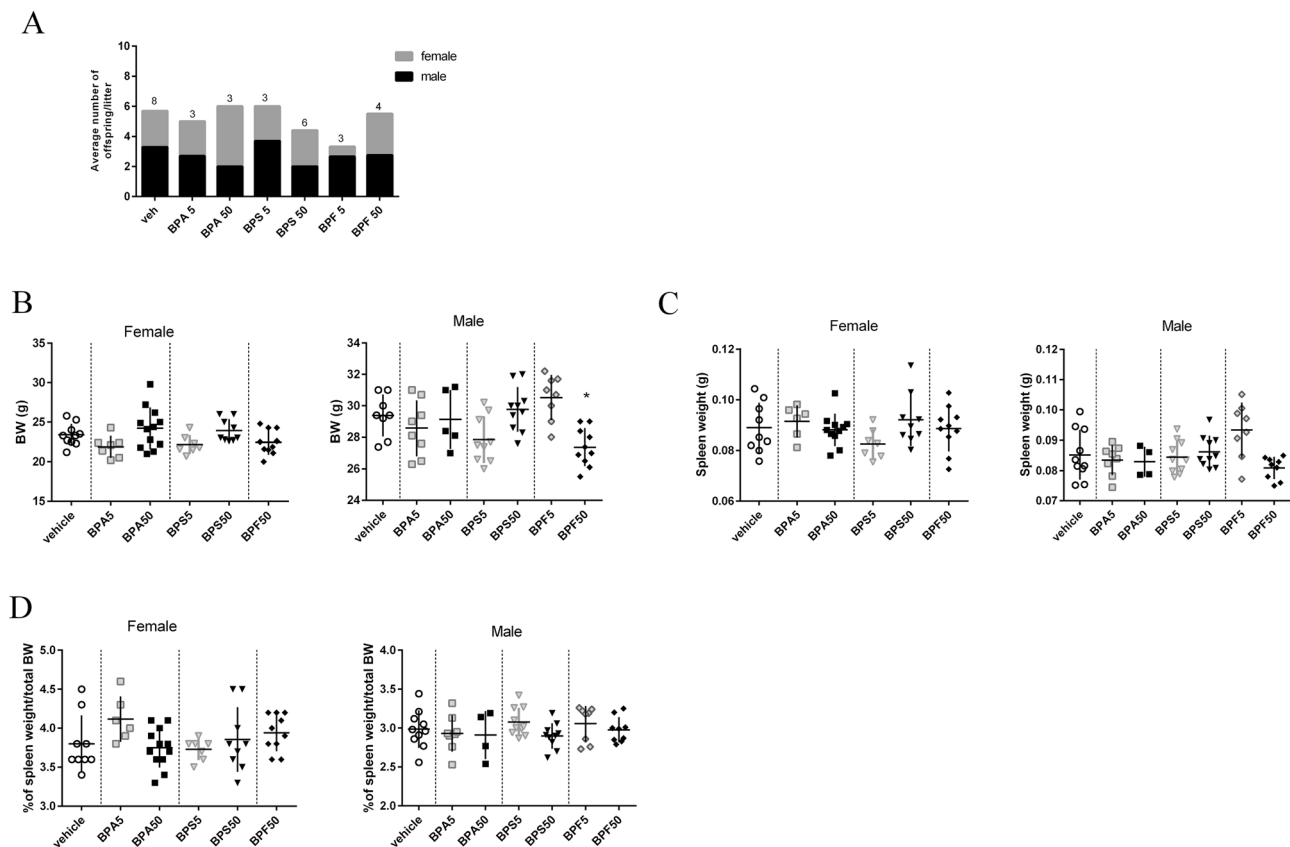 A
Average number of
offspring/litter
10
8
6
4
2
0
8
3
3
3
6
3
4
female
male
veh
BPA 5
BPA 50
BPS 5
BPS 50
BPF 5
BPF 50
B
Female
BW (g)
35
30
25
20
15
vehicle
BPA5
BPA50
BPS5
BPS50
BPF50
Male
BW (g)
34
32
30
28
26
24
*
vehicle
BPA5
BPA50
BPS5
BPS50
BPF5
BPF50
C
Female
Spleen weight (g)
0.12
0.10
0.08
0.06
vehicle
BPA5
BPA50
BPS5
BPS50
BPF50
Male
Spleen weight (g)
0.12
0.11
0.10
0.09
0.08
0.07
vehicle
BPA5
BPA50
BPS5
BPS50
BPF5
BPF50
D
Female
%of spleen weight/total BW
5.0
4.5
4.0
3.5
3.0
vehicle
BPA5
BPA50
BPS5
BPS50
BPF50
Male
%of spleen weight/total BW
4.0
3.5
3.0
2.5
2.0
vehicle
BPA5
BPA50
BPS5
BPS50
BPF5
BPF50